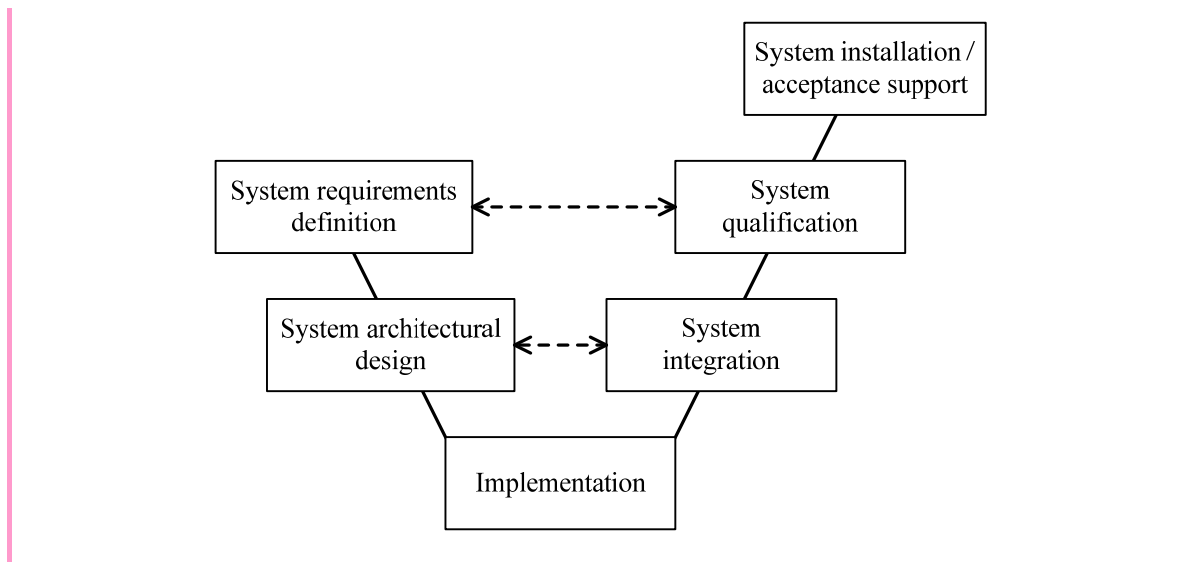 System installation /
acceptance support
System requirements
definition
System
qualification
System architectural
design
System
integration
Implementation